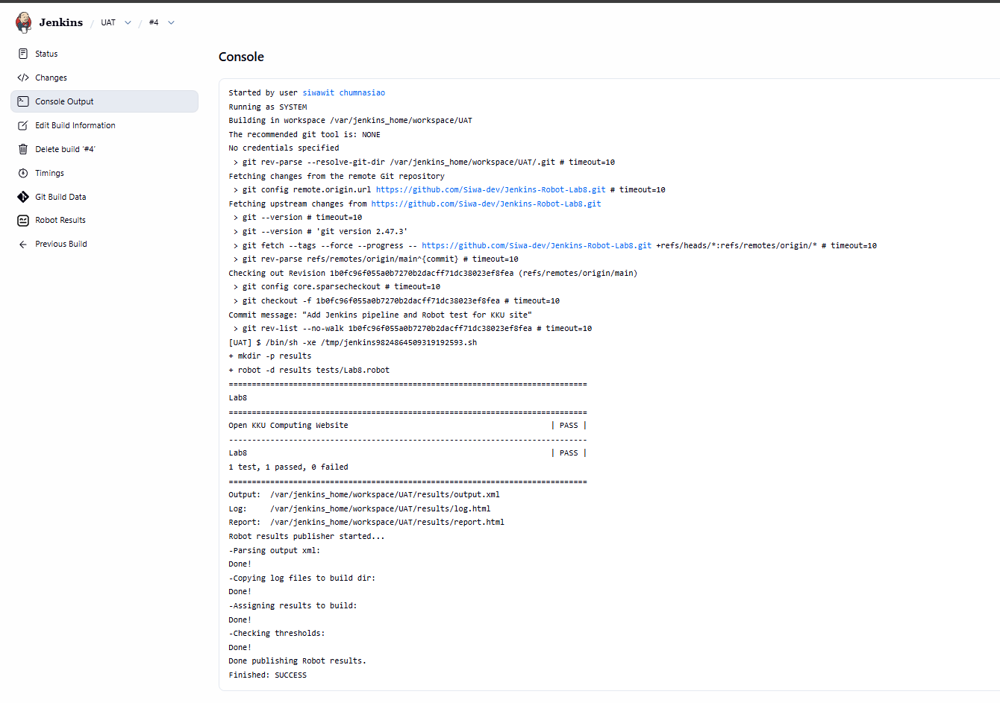 Jenkins / UAT / #4
Status
Changes
Console Output
Edit Build Information
Delete build '#4'
Timings
Git Build Data
Robot Results
Previous Build
Console
Started by user siwawit chumnasiao
Running as SYSTEM
Building in workspace /var/jenkins_home/workspace/UAT
The recommended git tool is: NONE
No credentials specified
 > git rev-parse --resolve-git-dir /var/jenkins_home/workspace/UAT/.git # timeout=10
Fetching changes from the remote Git repository
 > git config remote.origin.url https://github.com/Siwa-dev/Jenkins-Robot-Lab8.git # timeout=10
Fetching upstream changes from https://github.com/Siwa-dev/Jenkins-Robot-Lab8.git
 > git --version # timeout=10
 > git --version # 'git version 2.47.3'
 > git fetch --tags --force --progress -- https://github.com/Siwa-dev/Jenkins-Robot-Lab8.git +refs/heads/*:refs/remotes/origin/* # timeout=10
 > git rev-parse refs/remotes/origin/main^{commit} # timeout=10
Checking out Revision 1b0fc96f055a0b7270b2dacff71dc38023ef8fea (refs/remotes/origin/main)
 > git config core.sparsecheckout # timeout=10
 > git checkout -f 1b0fc96f055a0b7270b2dacff71dc38023ef8fea # timeout=10
Commit message: "Add Jenkins pipeline and Robot test for KKU site"
 > git rev-list --no-walk 1b0fc96f055a0b7270b2dacff71dc38023ef8fea # timeout=10
[UAT] $ /bin/sh -xe /tmp/jenkins9824864509319192593.sh
+ mkdir -p results
+ robot -d results tests/Lab8.robot
==============================================================================
Lab8
==============================================================================
Open KKU Computing Website                                            | PASS |
------------------------------------------------------------------------------
Lab8                                                                  | PASS |
1 test, 1 passed, 0 failed
==============================================================================
Output:  /var/jenkins_home/workspace/UAT/results/output.xml
Log:     /var/jenkins_home/workspace/UAT/results/log.html
Report:  /var/jenkins_home/workspace/UAT/results/report.html
Robot results publisher started...
-Parsing output xml:
Done!
-Copying log files to build dir:
Done!
-Assigning results to build:
Done!
-Checking thresholds:
Done!
Done publishing Robot results.
Finished: SUCCESS